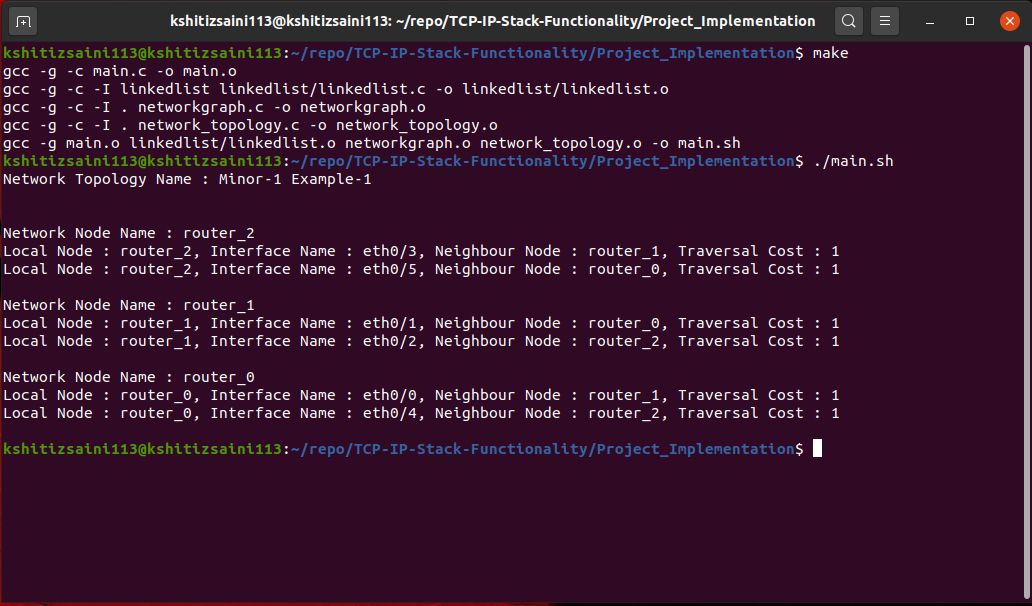 kshitizsaini113@kshitizsaini113: ~/repo/TCP-IP-Stack-Functionality/Project_Implementation
kshitizsaini113@kshitizsaini113:~/repo/TCP-IP-Stack-Functionality/Project_Implementation$ make
gcc -g -c main.c -o main.o
gcc -g -c -I linkedlist linkedlist/linkedlist.c -o linkedlist/linkedlist.o
gcc -g -c -I . networkgraph.c -o networkgraph.o
gcc -g -c -I . network_topology.c -o network_topology.o
gcc -g main.o linkedlist/linkedlist.o networkgraph.o network_topology.o -o main.sh
kshitizsaini113@kshitizsaini113:~/repo/TCP-IP-Stack-Functionality/Project_Implementation$ ./main.sh
Network Topology Name : Minor-1 Example-1
Network Node Name : router_2
Local Node : router_2, Interface Name : eth0/3, Neighbour Node : router_1, Traversal Cost : 1
Local Node : router_2, Interface Name : eth0/5, Neighbour Node : router_0, Traversal Cost : 1
Network Node Name : router_1
Local Node : router_1, Interface Name : eth0/1, Neighbour Node : router_0, Traversal Cost : 1
Local Node : router_1, Interface Name : eth0/2, Neighbour Node : router_2, Traversal Cost : 1
Network Node Name : router_0
Local Node : router_0, Interface Name : eth0/0, Neighbour Node : router_1, Traversal Cost : 1
Local Node : router_0, Interface Name : eth0/4, Neighbour Node : router_2, Traversal Cost : 1
kshitizsaini113@kshitizsaini113:~/repo/TCP-IP-Stack-Functionality/Project_Implementation$